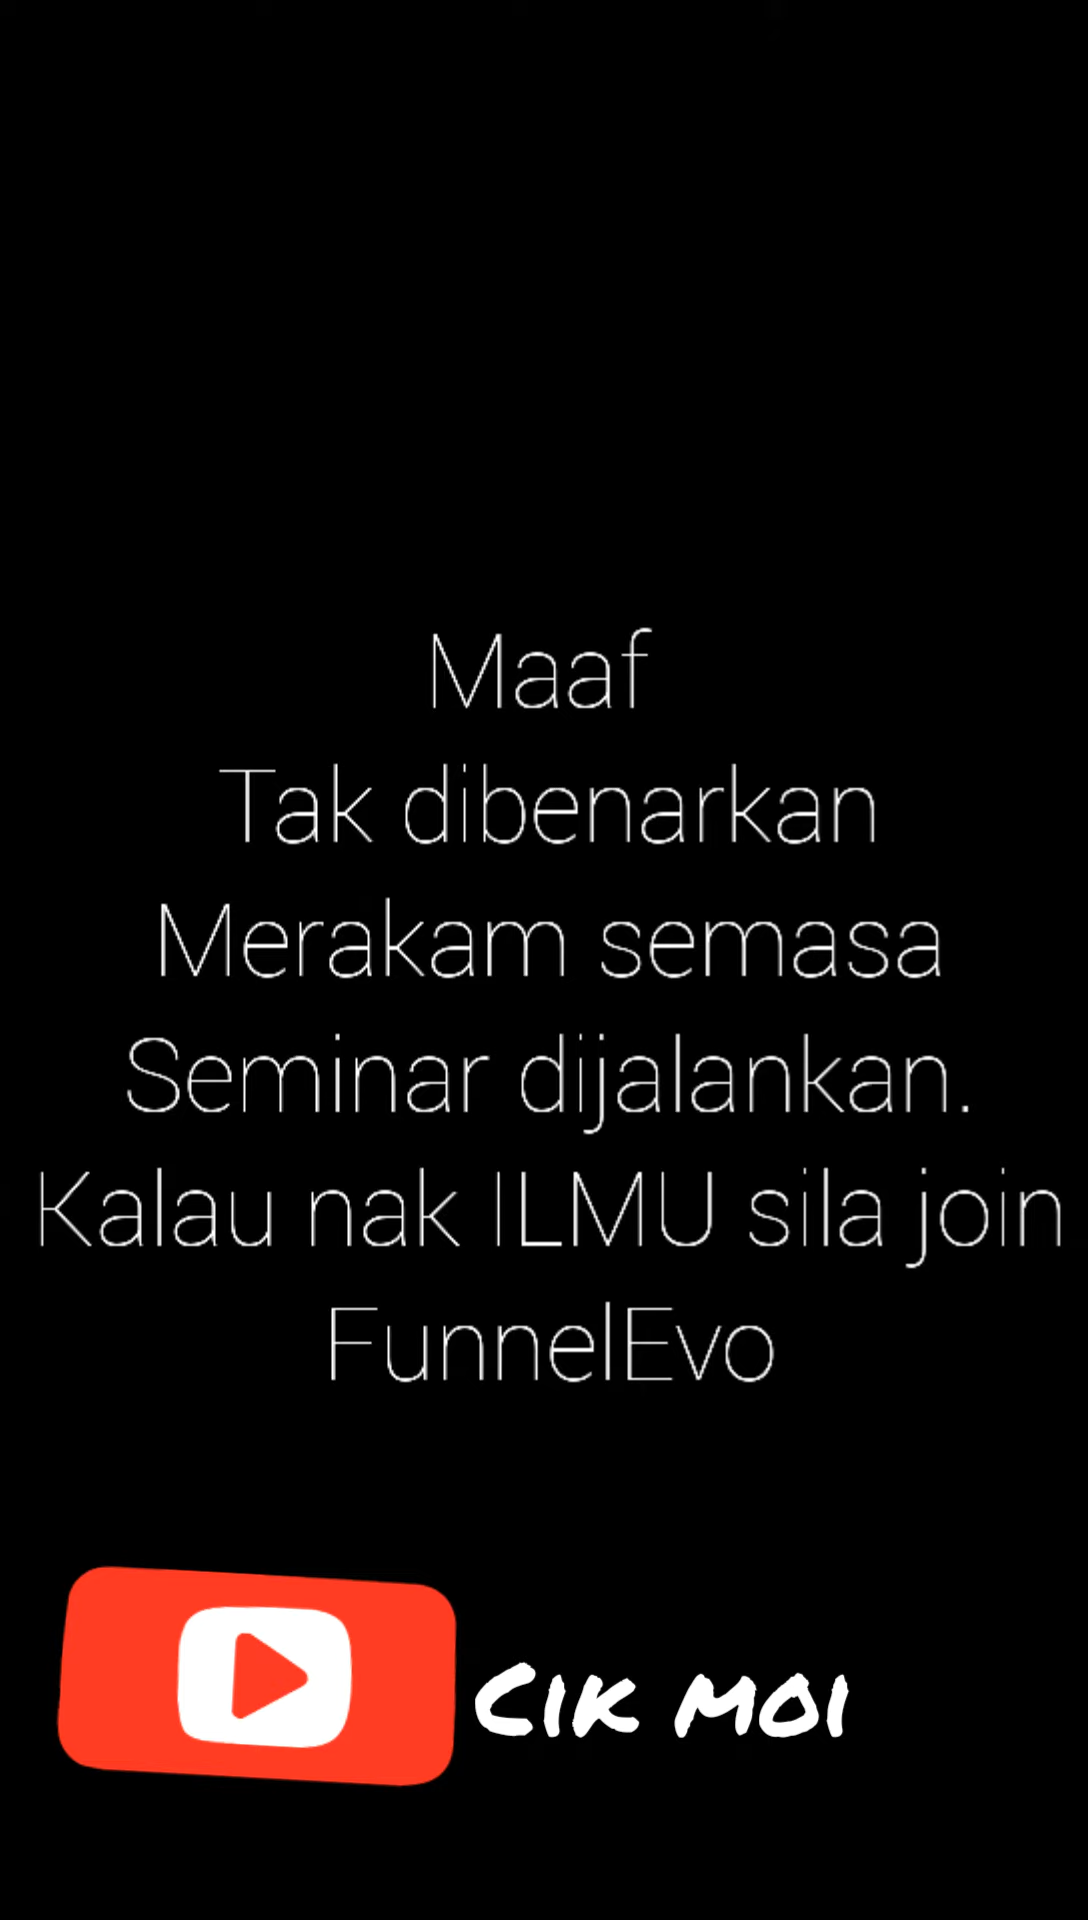 Maaf
Tak dibenarkan
Merakam semasa
Seminar dijalankan.
Kalau nak ILMU sila join
FunnelEvo
Cik moi